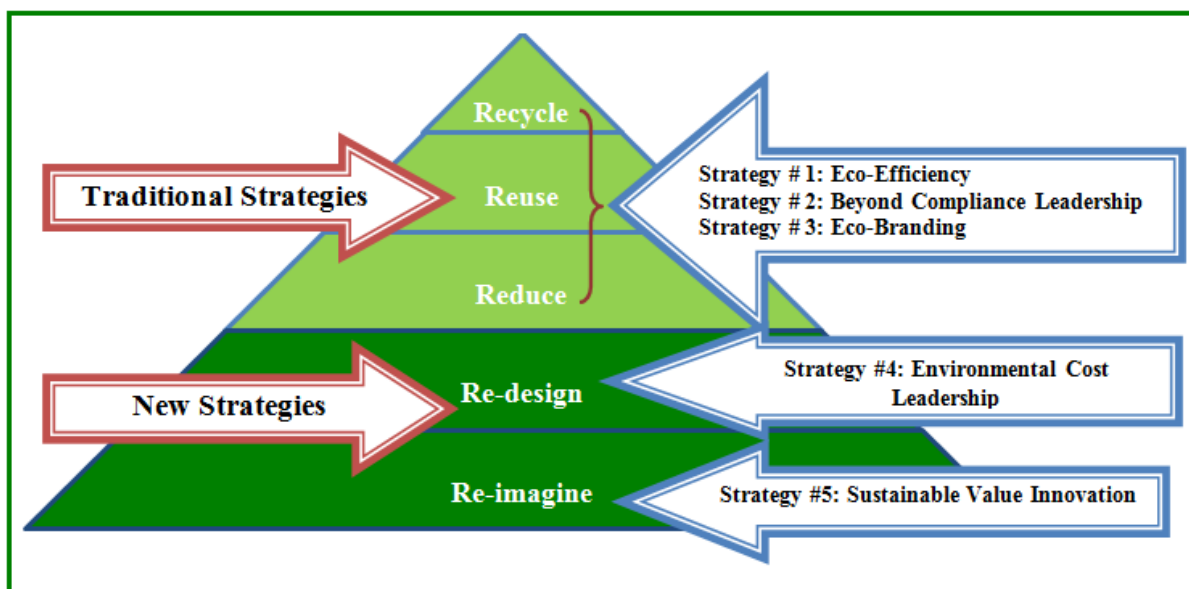 Recycle
Traditional Strategies
Reuse
Reduce
Strategy # 1: Eco-Efficiency
Strategy # 2: Beyond Compliance Leadership
Strategy # 3: Eco-Branding
New Strategies
Re-design
Strategy #4: Environmental Cost
Leadership
Re-imagine
Strategy #5: Sustainable Value Innovation